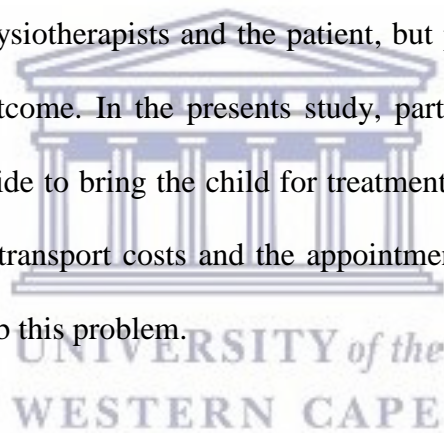 ysiotherapists and the patient, but
tcome. In the presents study, part
ide to bring the child for treatment
transport costs and the appointmen
this problem.
UNIVERSITY of the
WESTERN CAPE